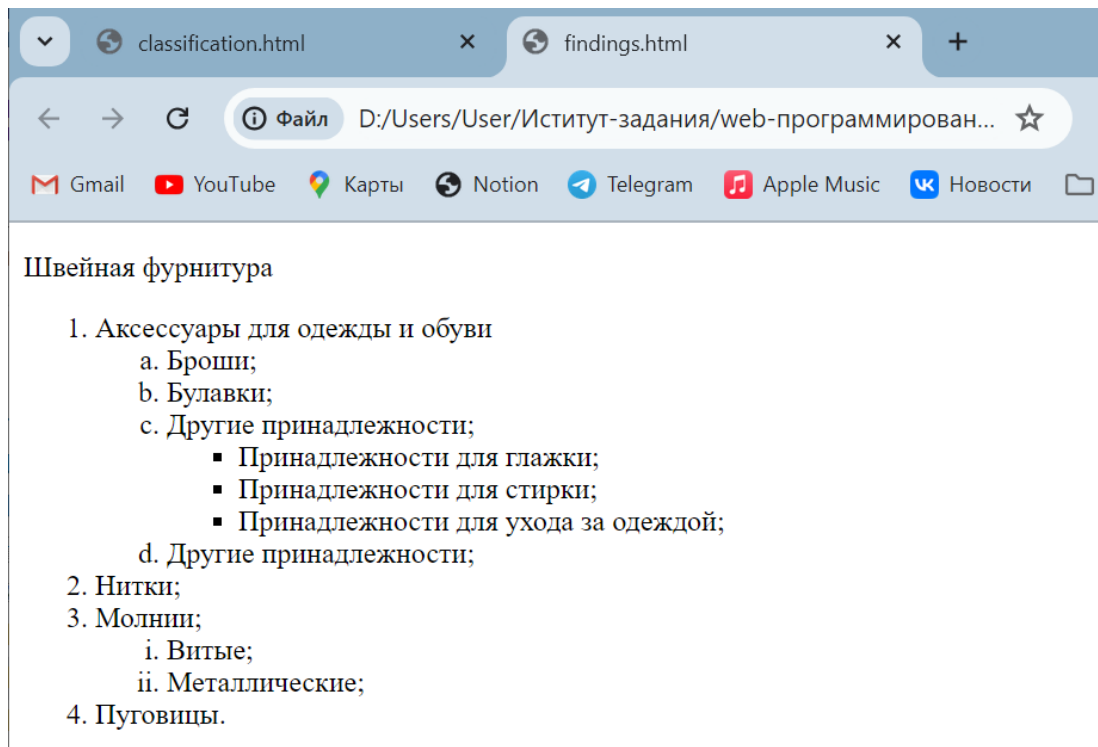 classification.html
findings.html
Файл D:/Users/User/Иститут-задания/web-программирован...
Gmail YouTube Карты Notion Telegram Apple Music Новости
Швейная фурнитура
1. Аксессуары для одежды и обуви
a. Броши;
b. Булавки;
c. Другие принадлежности;
▪ Принадлежности для глажки;
▪ Принадлежности для стирки;
▪ Принадлежности для ухода за одеждой;
d. Другие принадлежности;
2. Нитки;
3. Молнии;
i. Витые;
ii. Металлические;
4. Пуговицы.